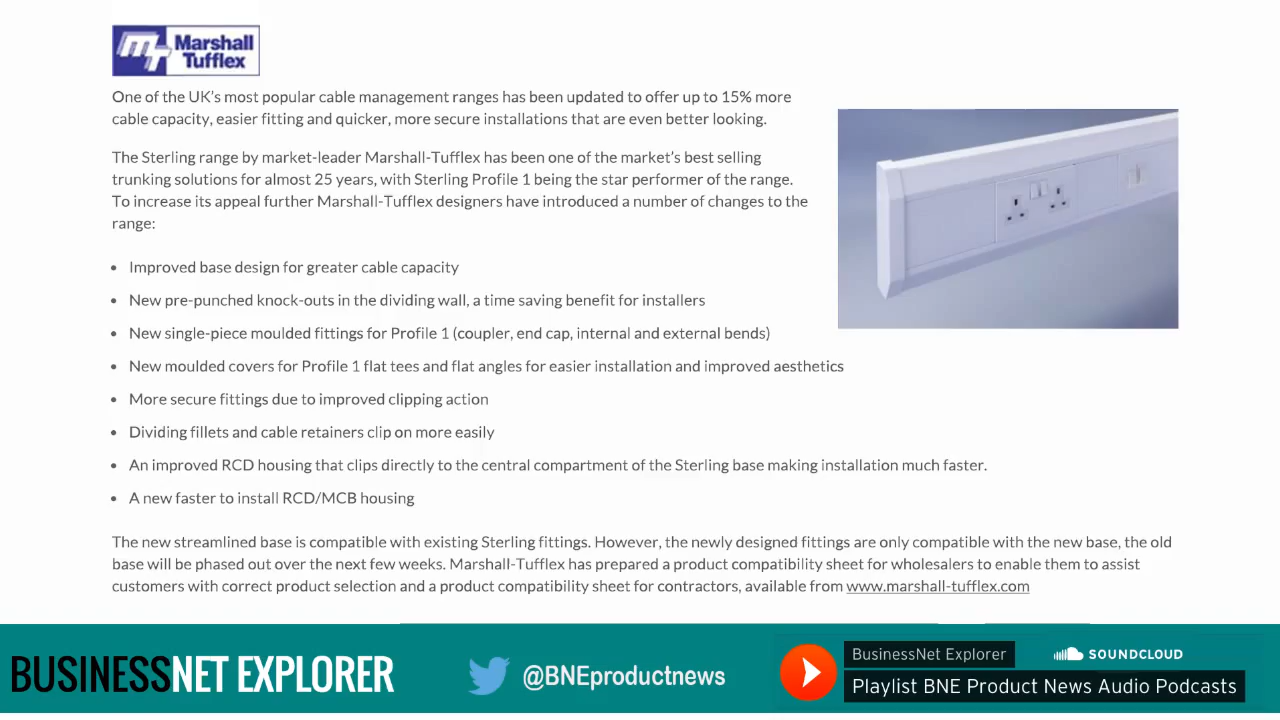 Marshall
Tufflex
One of the UK's most popular cable management ranges has been updated to offer up to 15% more
cable capacity, easier fitting and quicker, more secure installations that are even better looking.
The Sterling range by market-leader Marshall-Tufflex has been one of the market's best selling
trunking solutions for almost 25 years, with Sterling Profile 1 being the star performer of the range.
To increase its appeal further Marshall-Tufflex designers have introduced a number of changes to the
range:
• Improved base design for greater cable capacity
• New pre-punched knock-outs in the dividing wall, a time saving benefit for installers
• New single-piece moulded fittings for Profile 1 (coupler, end cap, internal and external bends)
• New moulded covers for Profile 1 flat tees and flat angles for easier installation and improved aesthetics
• More secure fittings due to improved clipping action
• Dividing fillets and cable retainers clip on more easily
• An improved RCD housing that clips directly to the central compartment of the Sterling base making installation much faster.
• A new faster to install RCD/MCB housing
The new streamlined base is compatible with existing Sterling fittings. However, the newly designed fittings are only compatible with the new base, the old
base will be phased out over the next few weeks. Marshall-Tufflex has prepared a product compatibility sheet for wholesalers to enable them to assist
customers with correct product selection and a product compatibility sheet for contractors, available from www.marshall-tufflex.com
BUSINESSNET EXPLORER
@BNEproductnews
BusinessNet Explorer
SOUNDCLOUD
Playlist BNE Product News Audio Podcasts